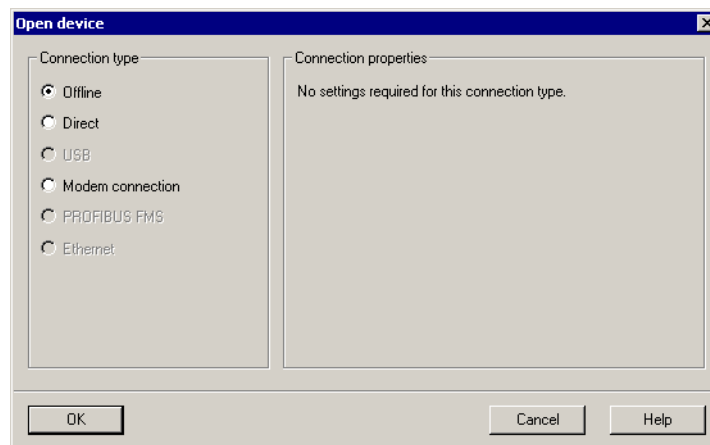 Open device
Connection type
Offline
Direct
USB
Modem connection
PROFIBUS FMS
Ethernet
Connection properties
No settings required for this connection type.
OK
Cancel
Help